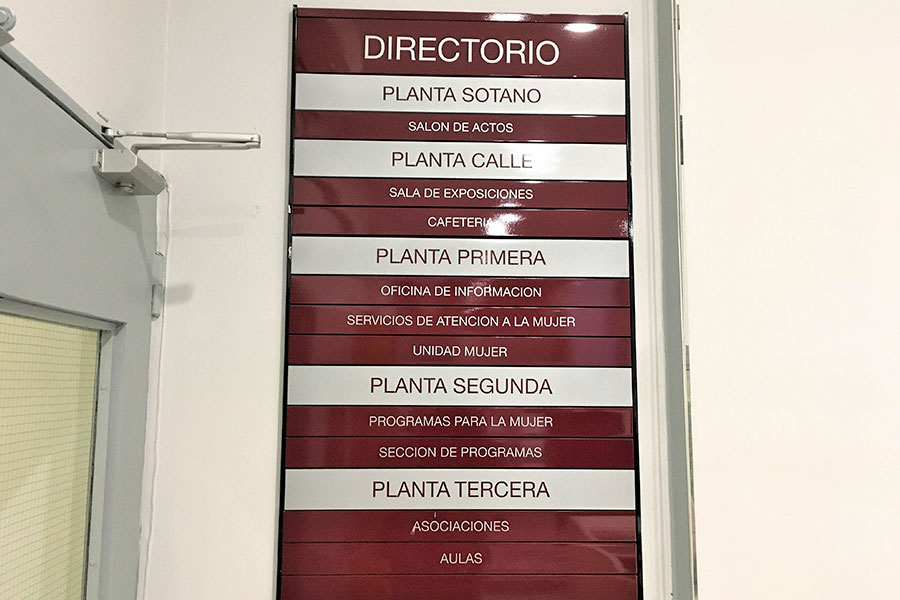 DIRECTORIO
PLANTA SOTANO
SALON DE ACTOS
PLANTA CALLE
SALA DE EXPOSICIONES
CAFETERIA
PLANTA PRIMERA
OFICINA DE INFORMACION
SERVICIOS DE ATENCION A LA MUJER
UNIDAD MUJER
PLANTA SEGUNDA
PROGRAMAS PARA LA MUJER
SECCION DE PROGRAMAS
PLANTA TERCERA
ASOCIACIONES
AULAS